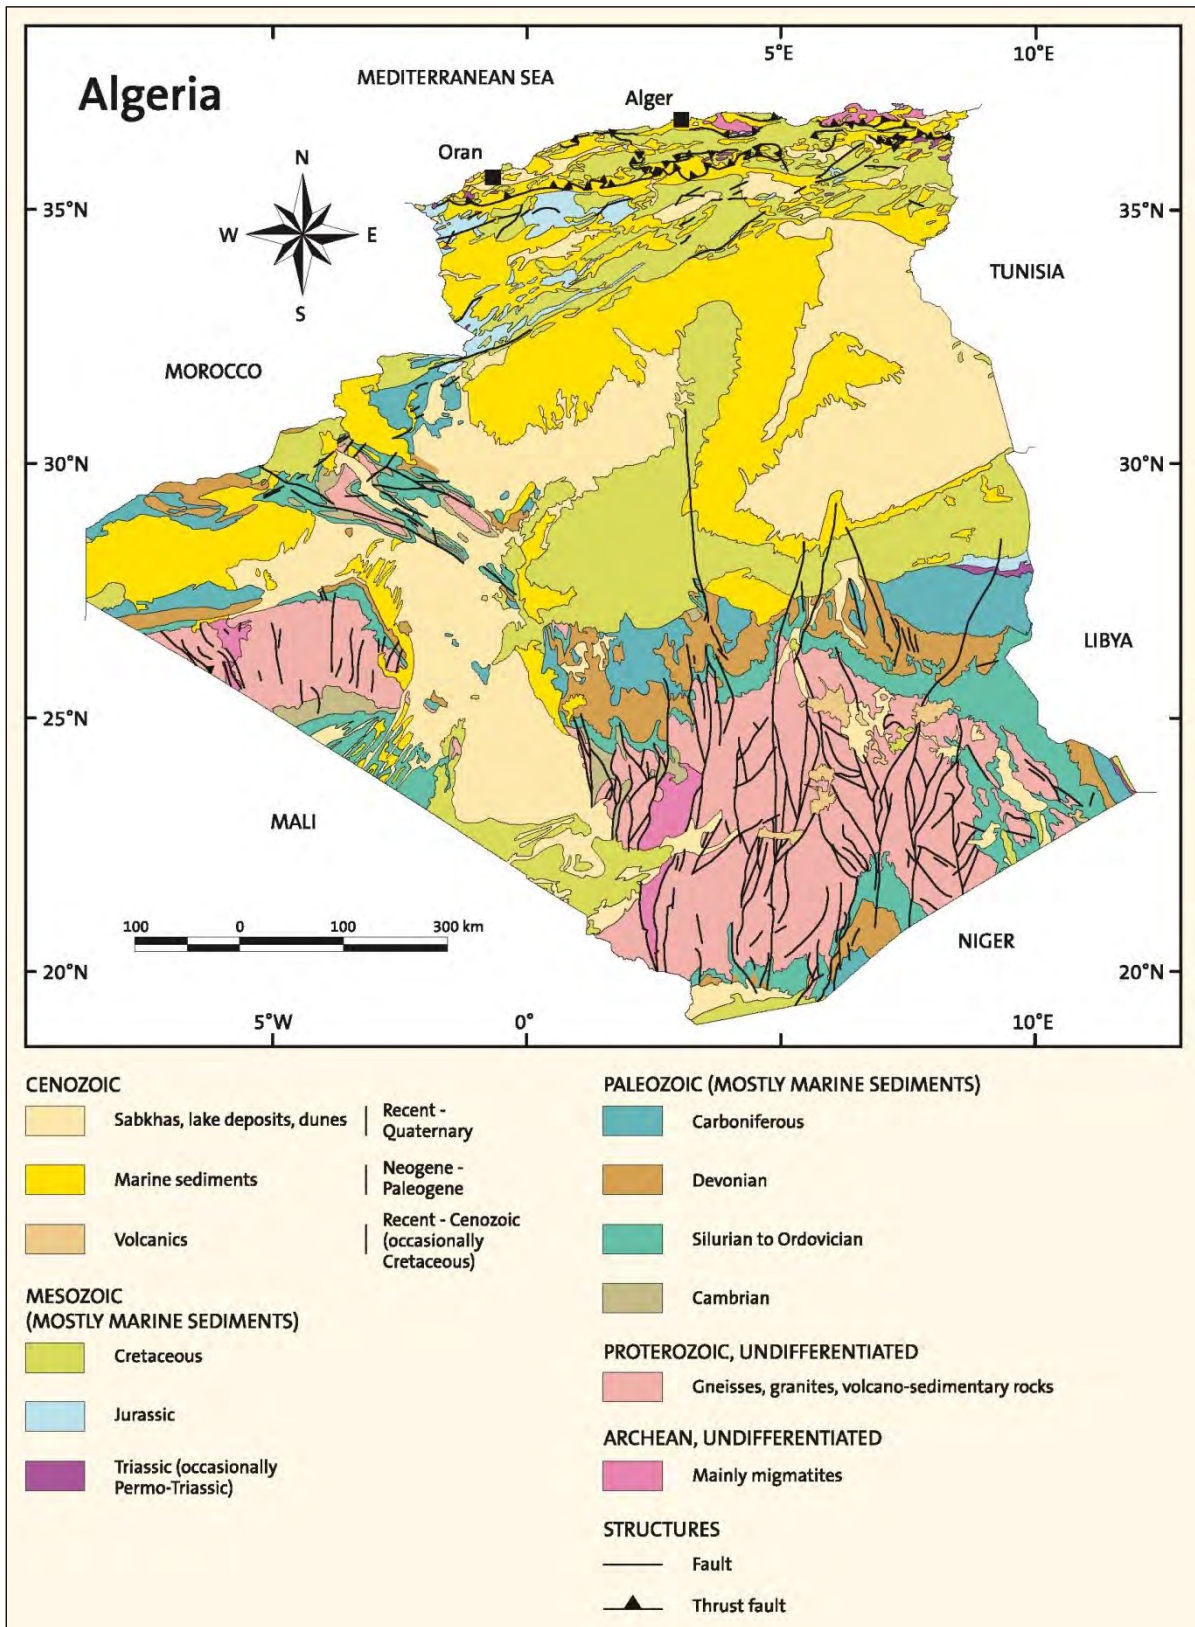 5°E
10°E
MEDITERRANEAN SEA
Algeria
Alger
Oran
N
W
E
S
35°N
35°N
TUNISIA
MOROCCO
30°N
30°N
LIBYA
25°N
25°N
MALI
100 0 100 300 km
NIGER
20°N
20°N
5°W
0°
10°E
CENOZOIC
Sabkhas, lake deposits, dunes
Recent -
Quaternary
Marine sediments
Neogene -
Paleogene
Volcanics
Recent - Cenozoic
(occasionally
Cretaceous)
MESOZOIC
(MOSTLY MARINE SEDIMENTS)
Cretaceous
Jurassic
Triassic (occasionally
Permo-Triassic)
PALEOZOIC (MOSTLY MARINE SEDIMENTS)
Carboniferous
Devonian
Silurian to Ordovician
Cambrian
PROTEROZOIC, UNDIFFERENTIATED
Gneisses, granites, volcano-sedimentary rocks
ARCHEAN, UNDIFFERENTIATED
Mainly migmatites
STRUCTURES
Fault
Thrust fault